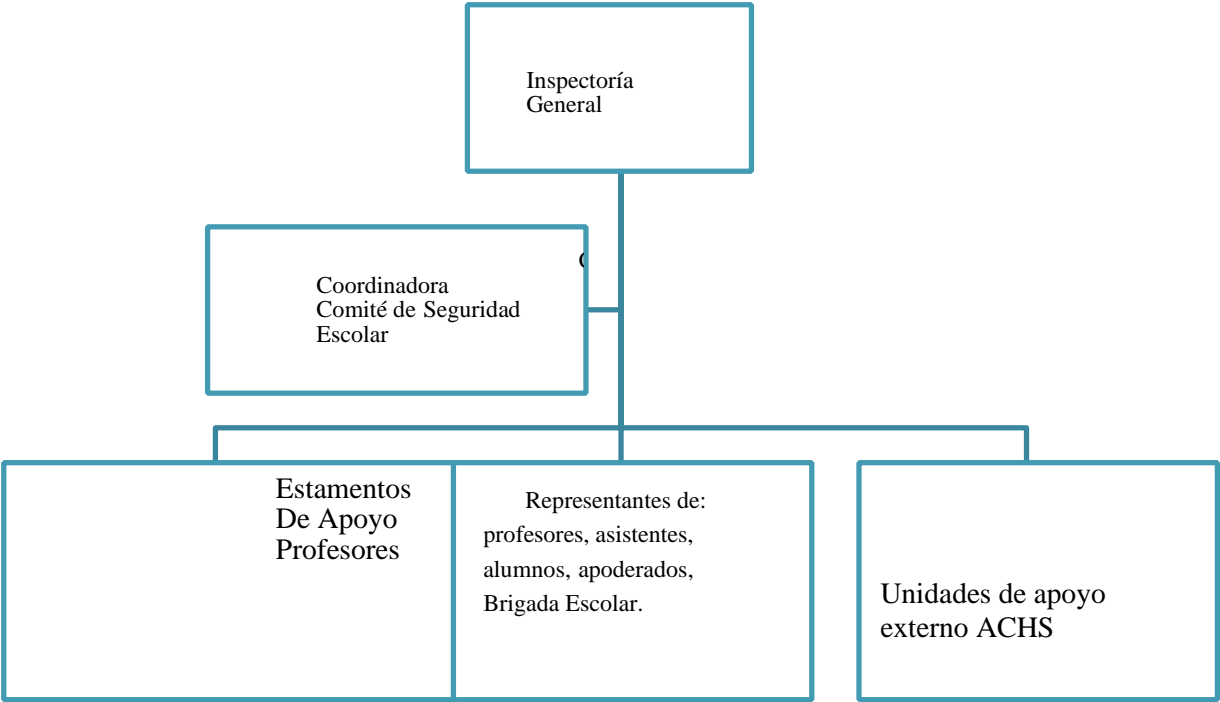 Inspectoría
General
Coordinadora
Comité de Seguridad
Escolar
Estamentos
De Apoyo
Profesores
Representantes de:
profesores, asistentes,
alumnos, apoderados,
Brigada Escolar.
Unidades de apoyo
externo ACHS